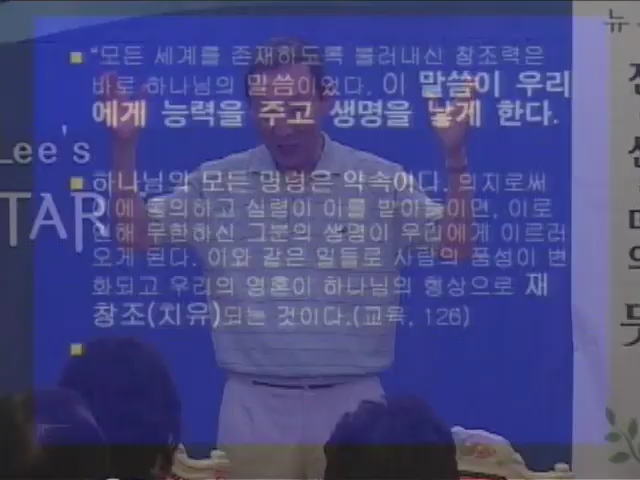 "모든 세계를 존재하도록 불러내신 창조력은
바로 하나님의 말씀이었다. 이 말씀이 우리
에게 능력을 주고 생명을 낳게 한다.
하나님의 모든 명령은 약속이다. 의지로써
이에 동의하고 심령이 이를 받아들이면, 이로
인해 무한하신 그분의 생명이 우리에게 이르러
오게 된다. 이와 같은 일들로 사람의 품성이 변
화되고 우리의 영혼이 하나님의 형상으로 재
창조(치유)되는 것이다.(교육, 126)
Lee's
TAR
뉴